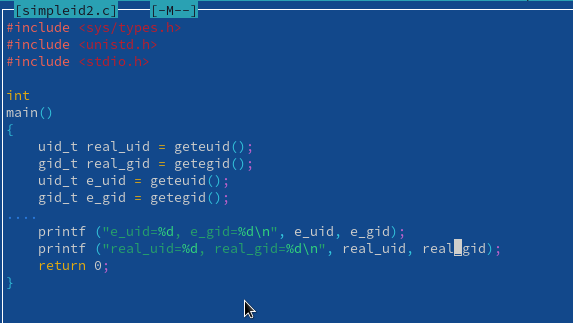 [simpleid2.c] [-M--]
#include <sys/types.h>
#include <unistd.h>
#include <stdio.h>
int
main()
{
uid_t real_uid = geteuid();
gid_t real_gid = getegid();
uid_t e_uid = geteuid();
gid_t e_gid = getegid();
....
printf ("e_uid=%d, e_gid=%d\n", e_uid, e_gid);
printf ("real_uid=%d, real_gid=%d\n", real_uid, real_gid);
return 0;
}